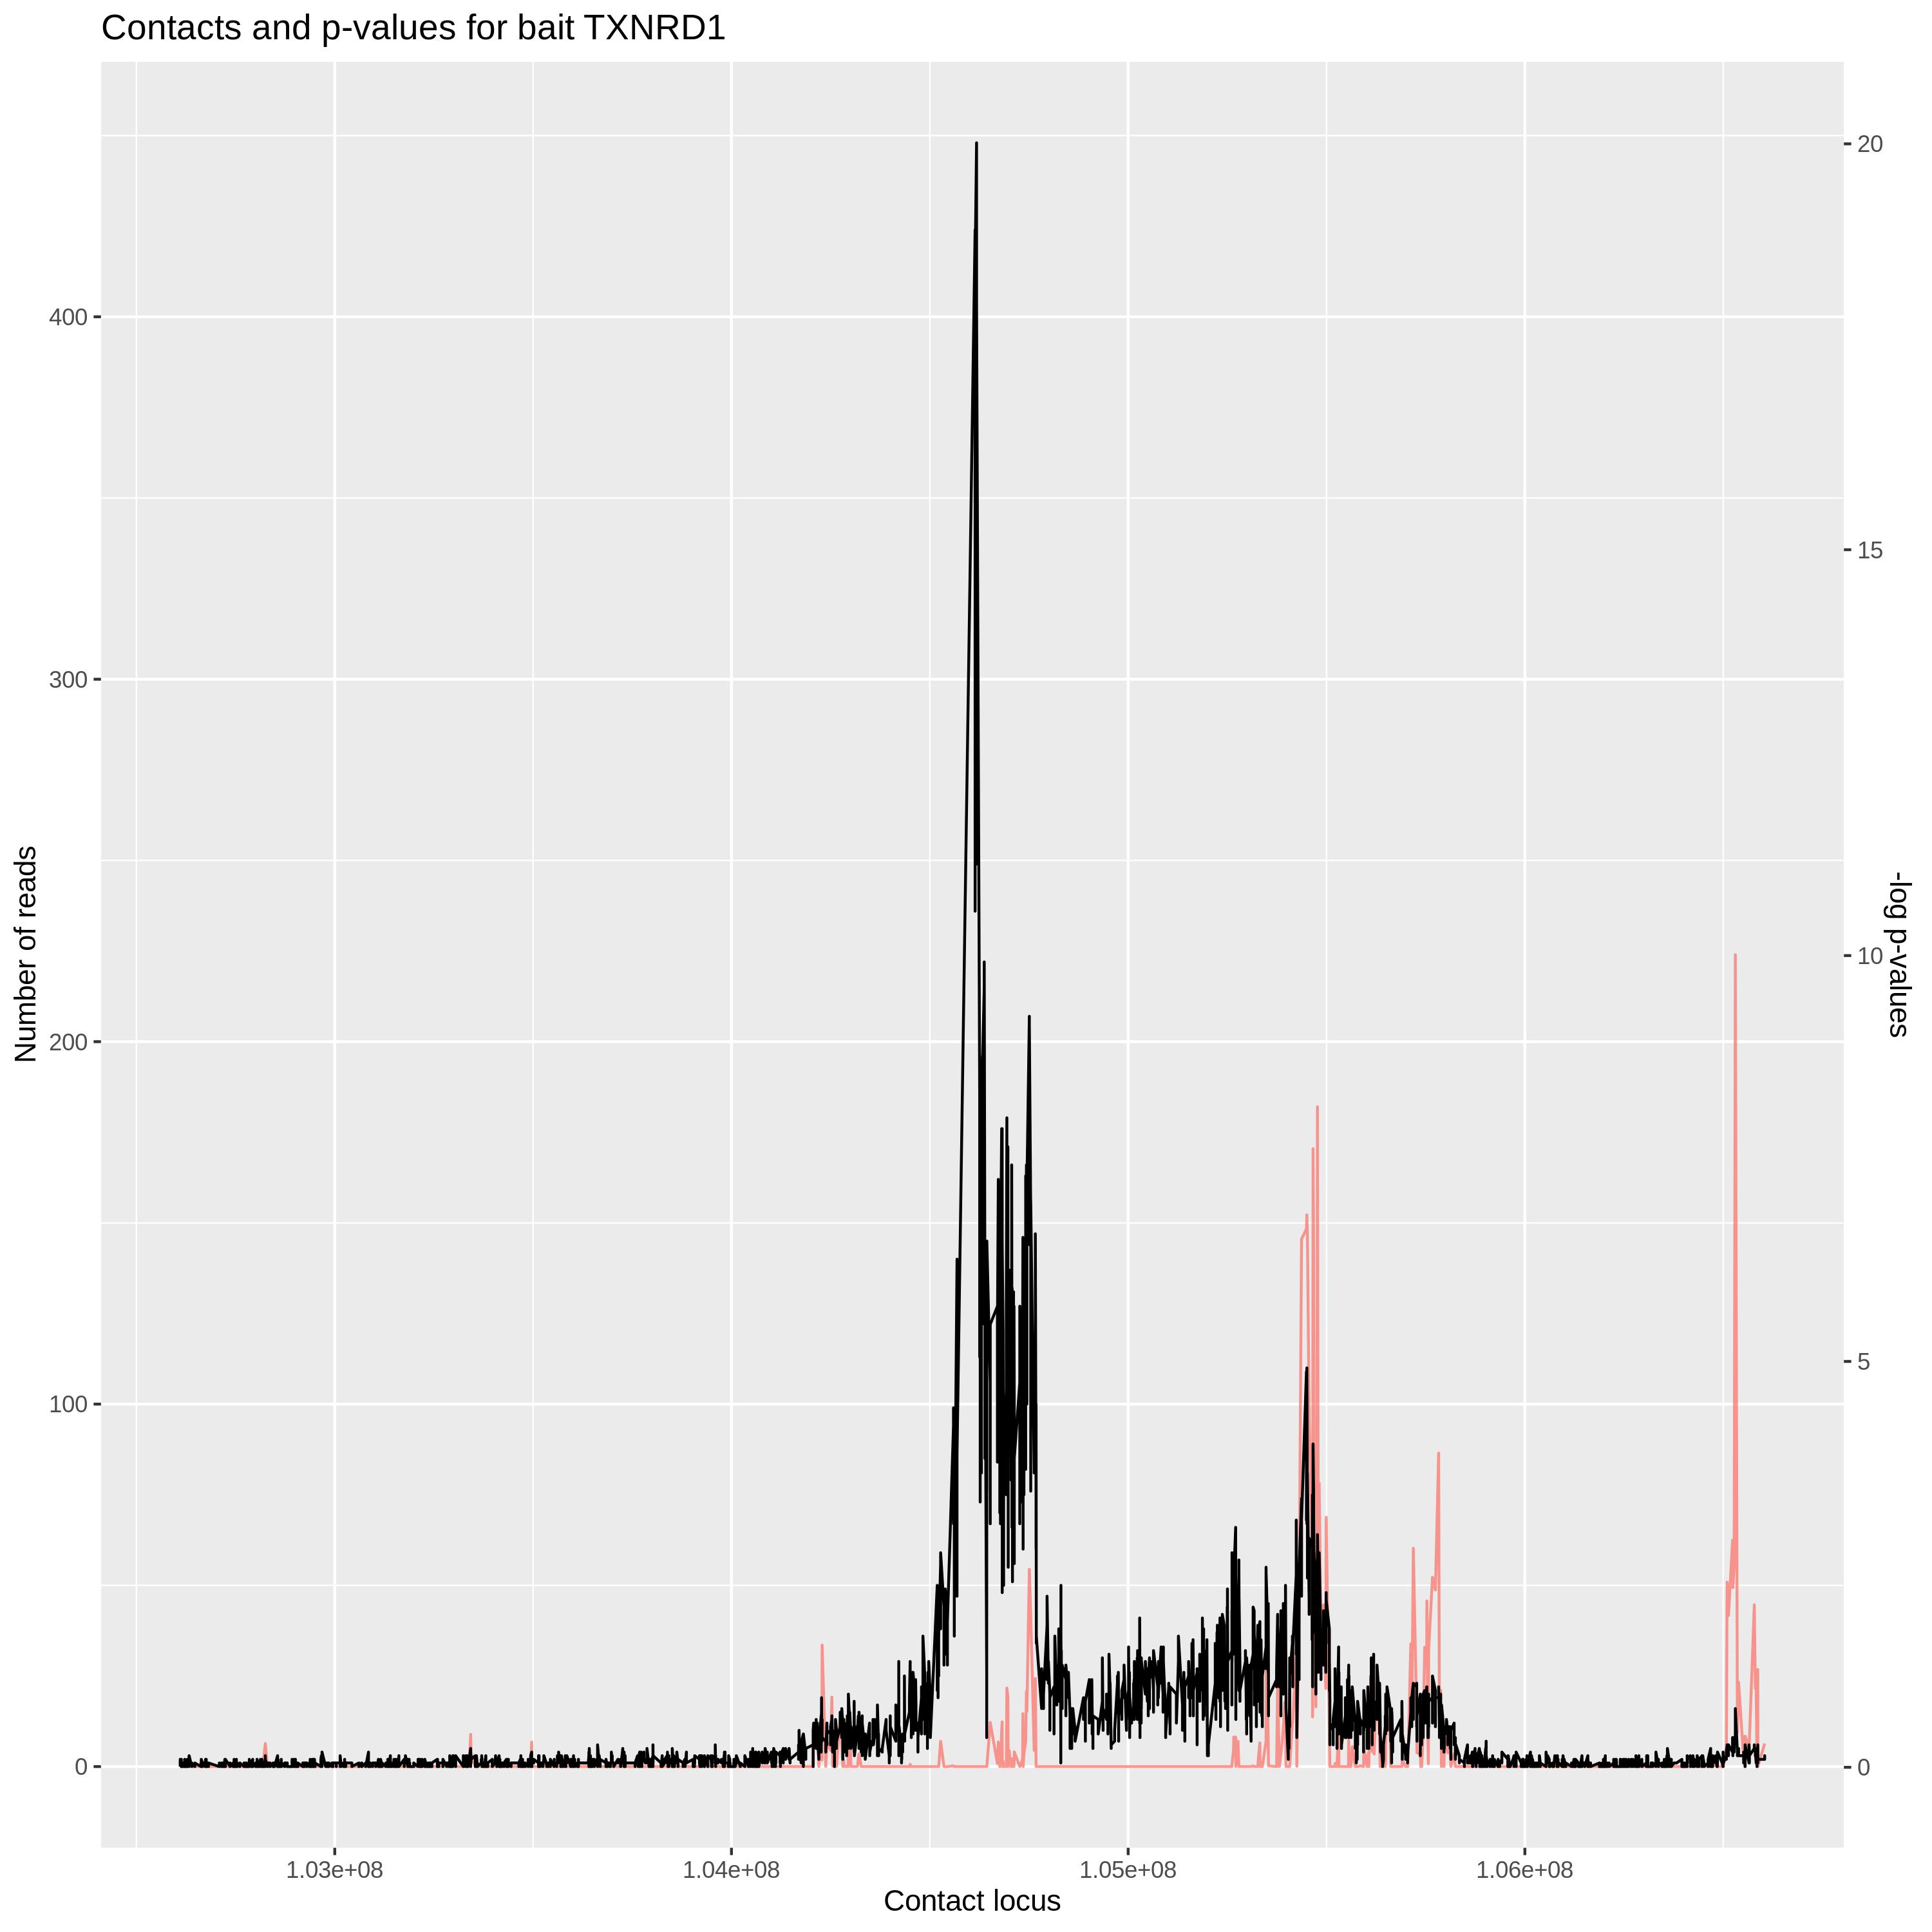 Contacts and p-values for bait TXNRD1
Number of reads
400
300
200
100
0
20
15
10
5
0
-log p-values
1.03e+08
1.04e+08
1.05e+08
1.06e+08
Contact locus